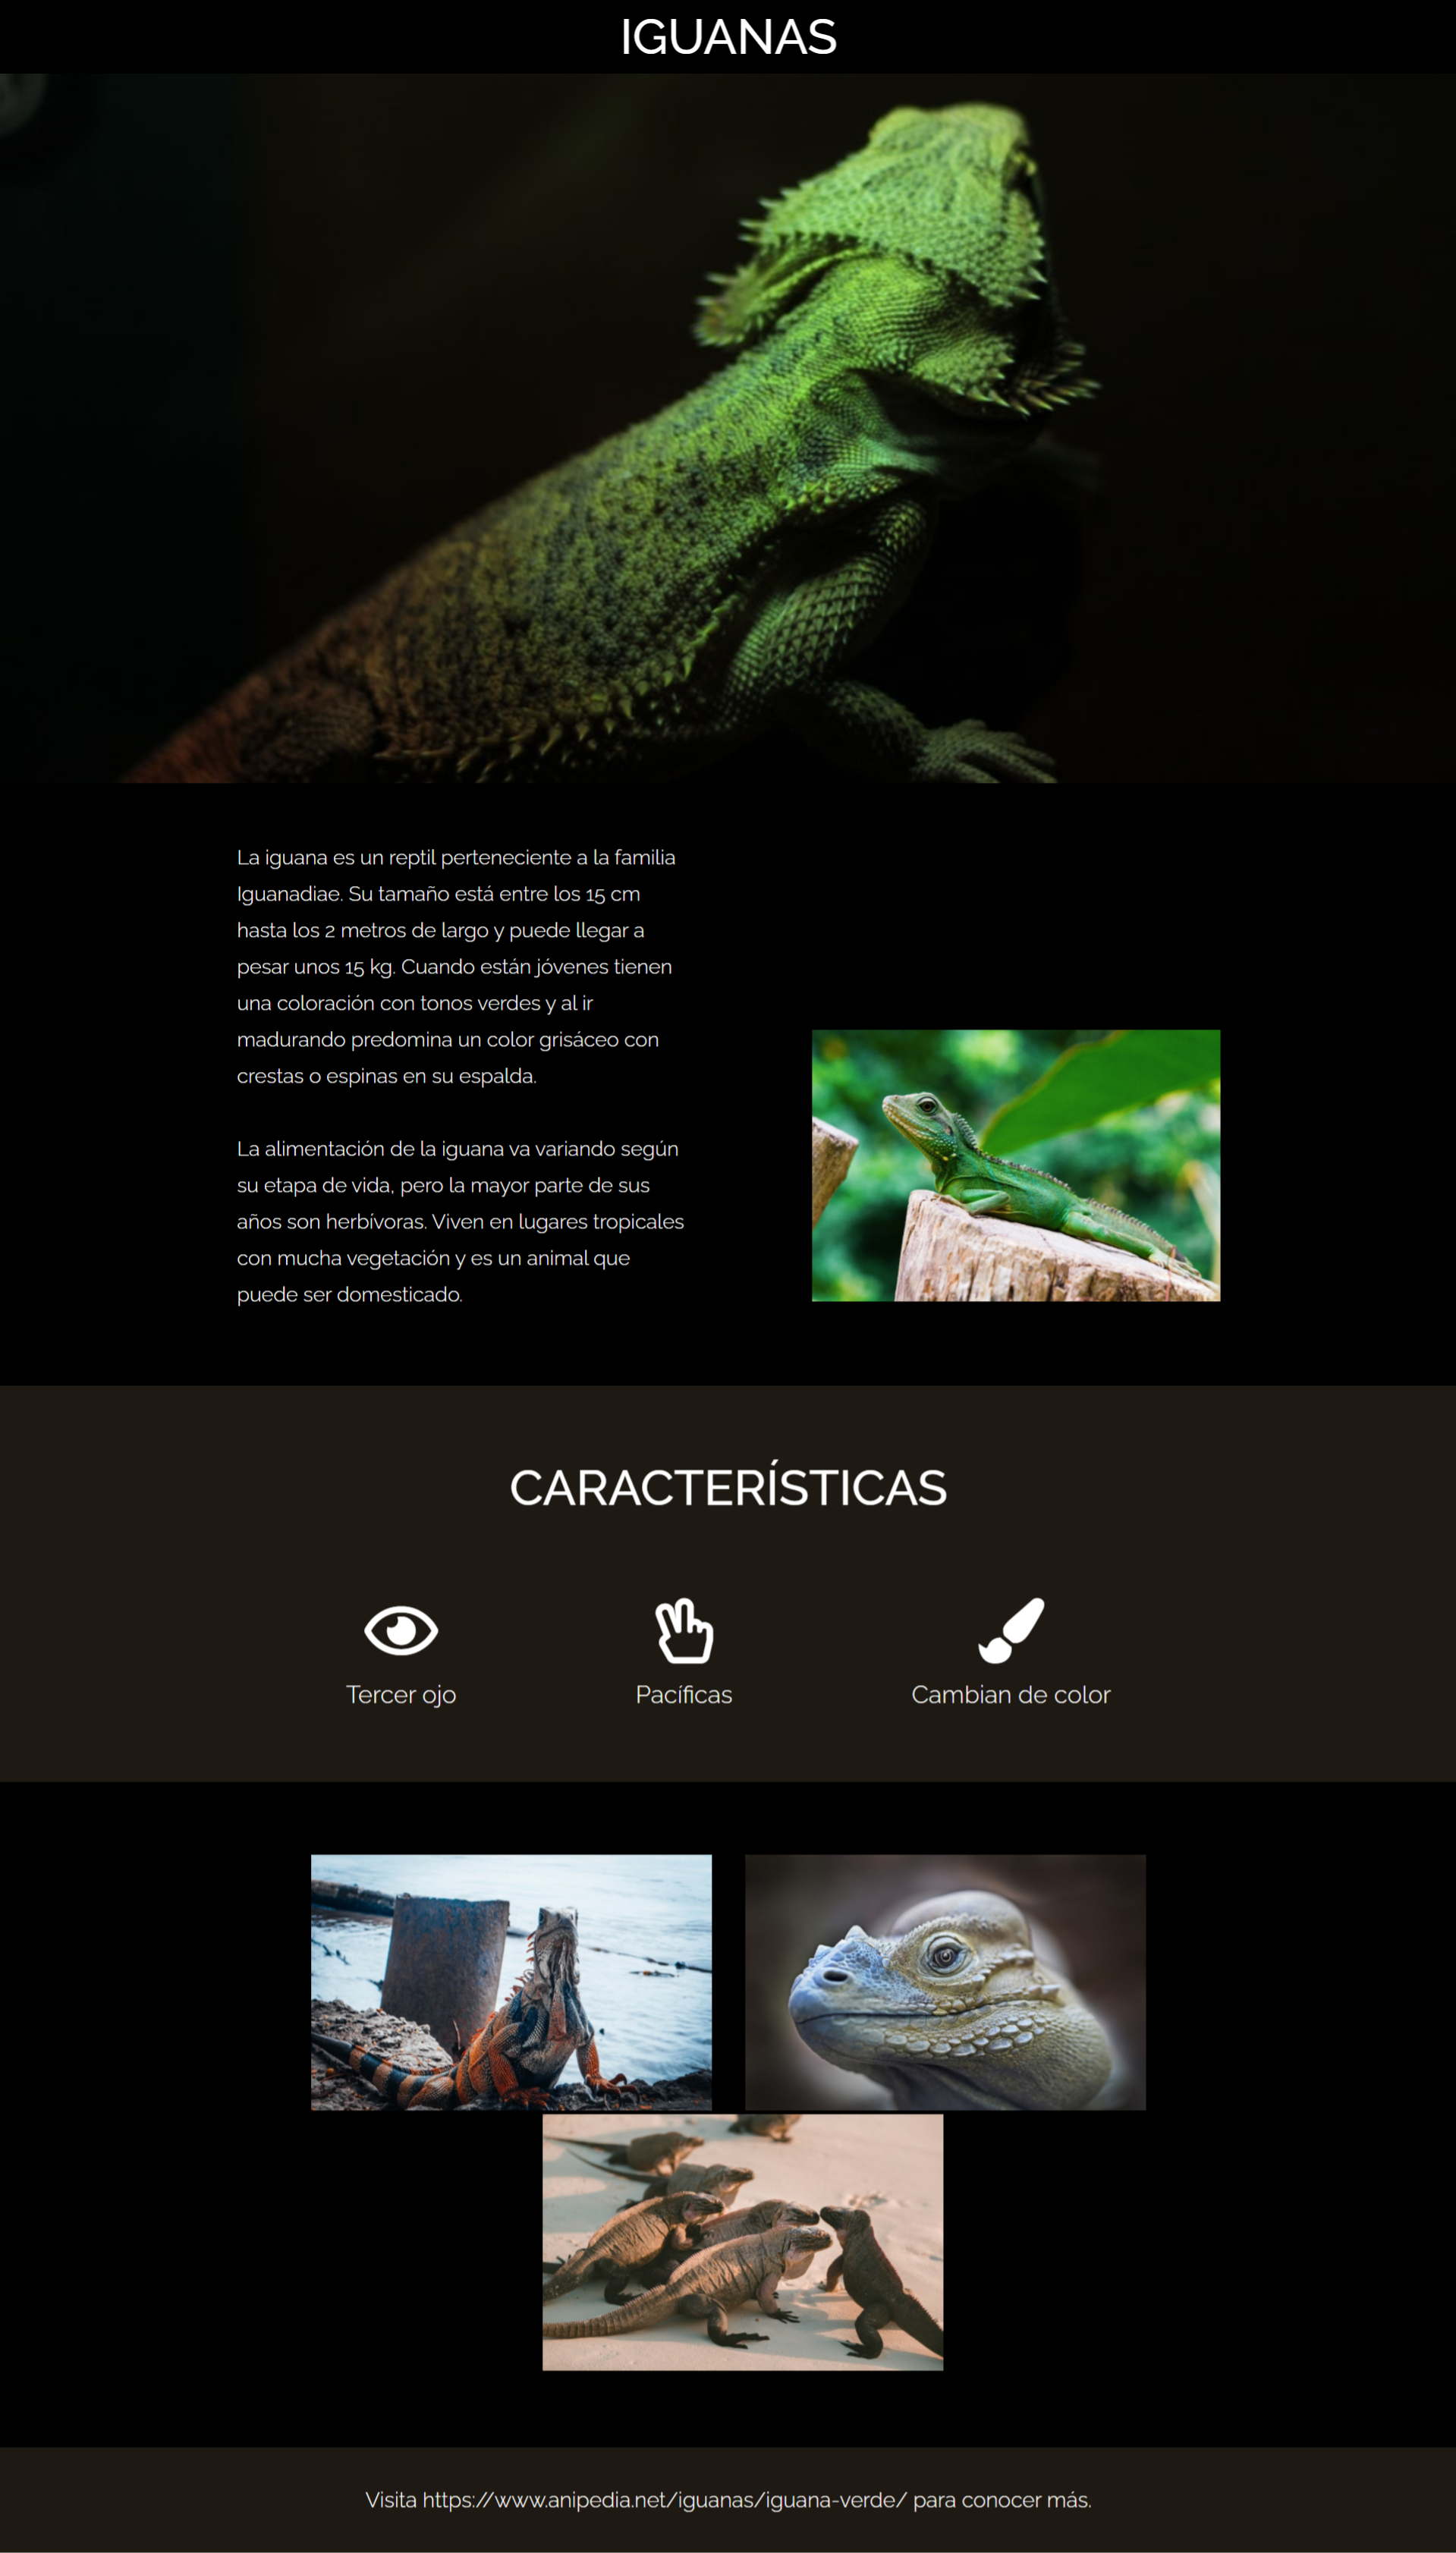 IGUANAS
La iguana es un reptil perteneciente a la familia
Iguanadiae. Su tamaño está entre los 15 cm
hasta los 2 metros de largo y puede llegar a
pesar unos 15 kg. Cuando están jóvenes tienen
una coloración con tonos verdes y al ir
madurando predomina un color grisáceo con
crestas o espinas en su espalda.
La alimentación de la iguana va variando según
su etapa de vida, pero la mayor parte de sus
años son herbívoras. Viven en lugares tropicales
con mucha vegetación y es un animal que
puede ser domesticado.
CARACTERÍSTICAS
Tercer ojo
Pacíficas
Cambian de color
Visita https://www.anipedia.net/iguanas/iguana-verde/ para conocer más.